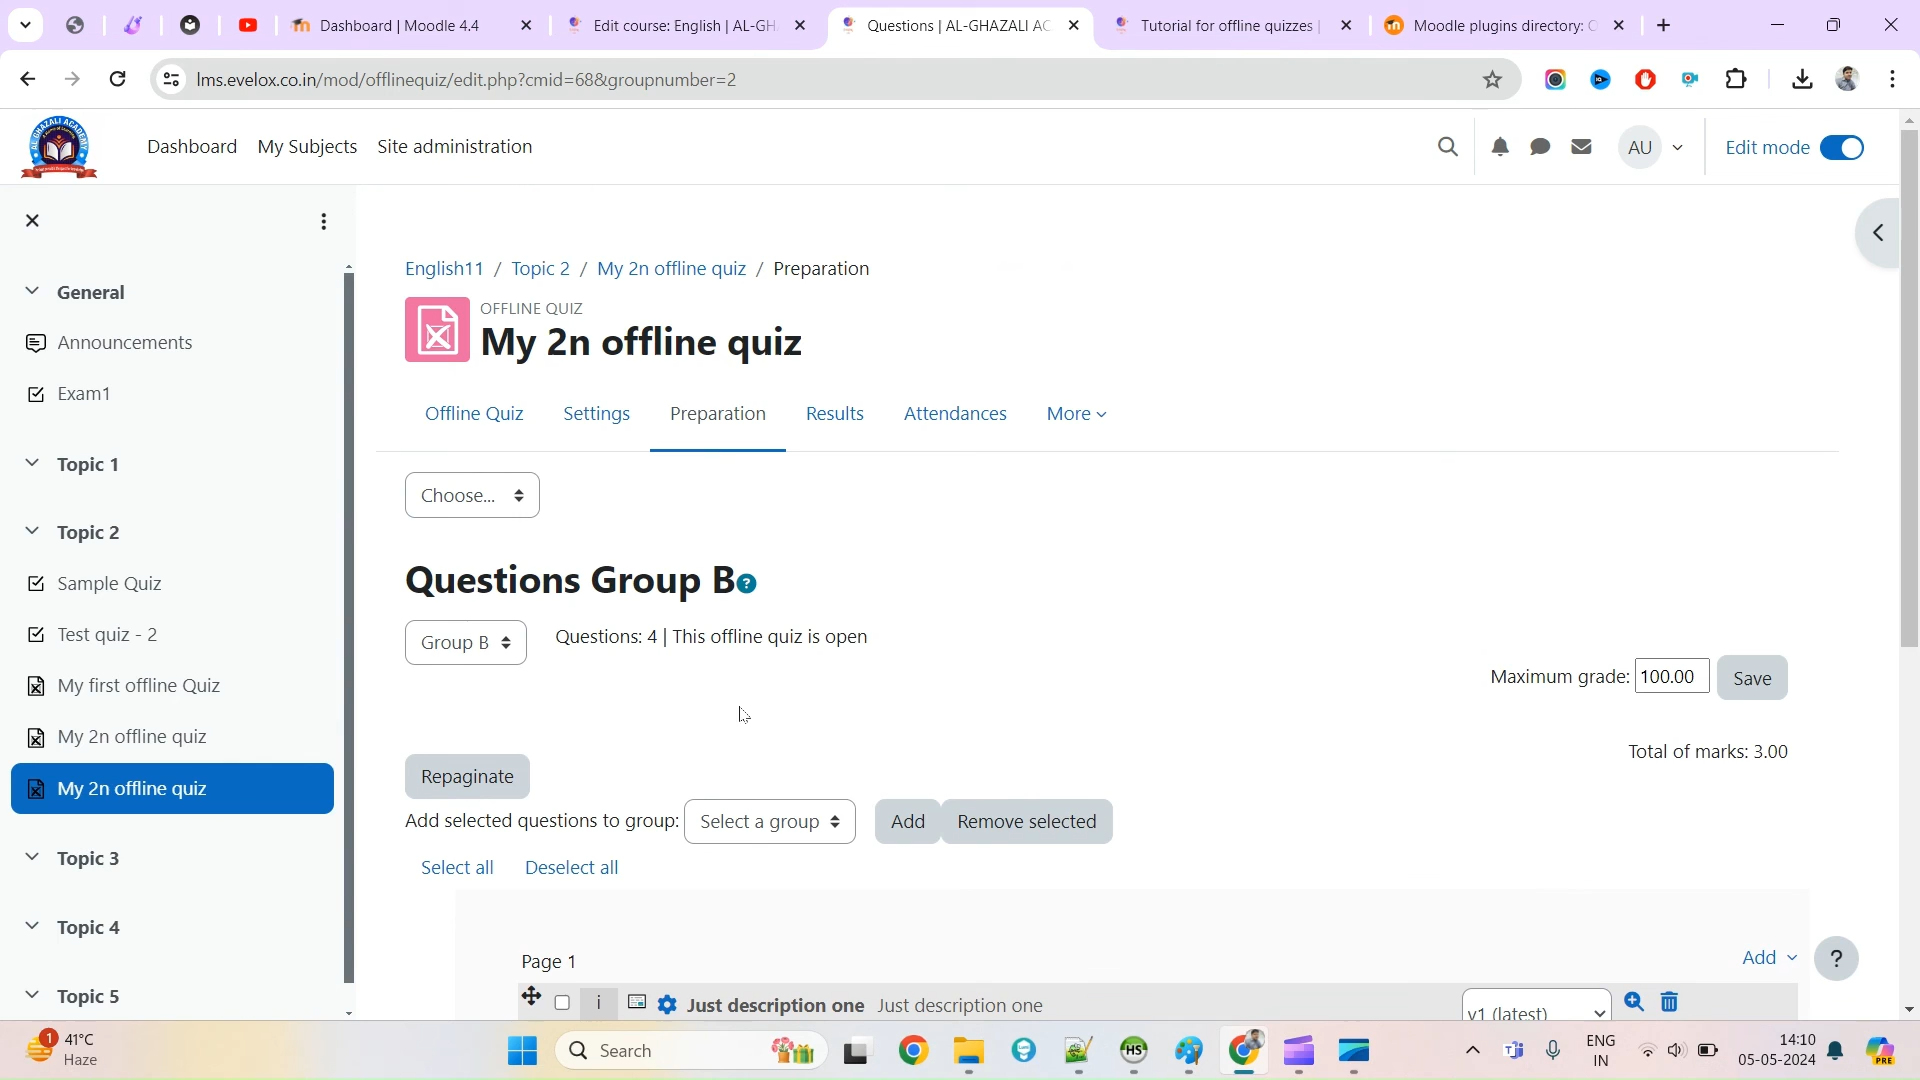 Dashboard | Moodle 4.4
Edit course: English | AL-GH
Questions | AL-GHAZALI AC
Tutorial for offline quizzes |
Moodle plugins directory: O
lms.evelox.co.in/mod/offlinequiz/edit.php?cmid=68&groupnumber=2
AL GHAZALI ACADEMY
Dashboard My Subjects Site administration
AU
Edit mode
General
Announcements
Exam1
Topic 1
Topic 2
Sample Quiz
Test quiz - 2
My first offline Quiz
My 2n offline quiz
My 2n offline quiz
Topic 3
Topic 4
Topic 5
English11 / Topic 2 / My 2n offline quiz / Preparation
OFFLINE QUIZ
My 2n offline quiz
Offline Quiz Settings Preparation Results Attendances More
Choose...
Questions Group B?
Group B Questions: 4 | This offline quiz is open
Maximum grade: 100.00 Save
Total of marks: 3.00
Repaginate
Add selected questions to group: Select a group Add Remove selected
Select all Deselect all
Page 1 Add
?
i Just description one Just description one v1 (latest)
1
41°C
Haze
Search
HS
ENG
IN
14:10
05-05-2024
PRE